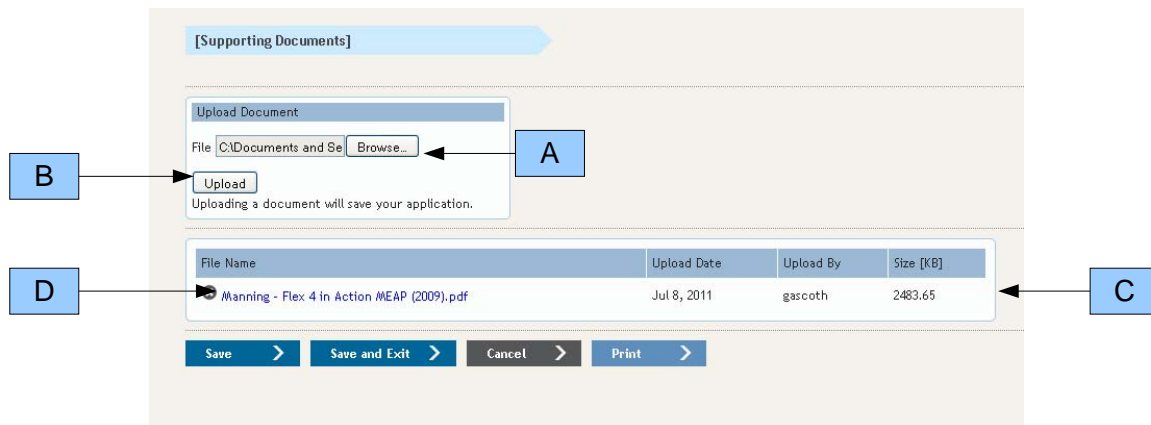 [Supporting Documents]
Upload Document
File C:\Documents and Se Browse...
A
B
Upload
Uploading a document will save your application.
File Name Upload Date Upload By Size [KB]
D
Manning - Flex 4 in Action MEAP (2009).pdf Jul 8, 2011 gascoth 2483.65
C
Save Save and Exit Cancel Print